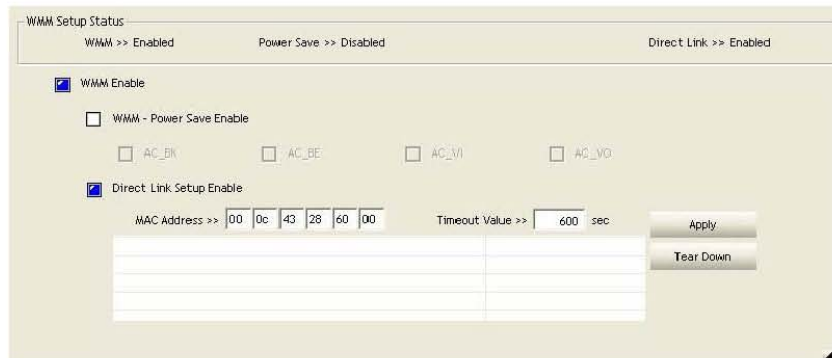 WMM Setup Status
WMM >> Enabled Power Save >> Disabled Direct Link >> Enabled
WMM Enable
WMM - Power Save Enable
AC_BK AC_BE AC_VI AC_VO
Direct Link Setup Enable
MAC Address >> 00 0c 43 28 60 00 Timeout Value >> 600 sec Apply
Tear Down